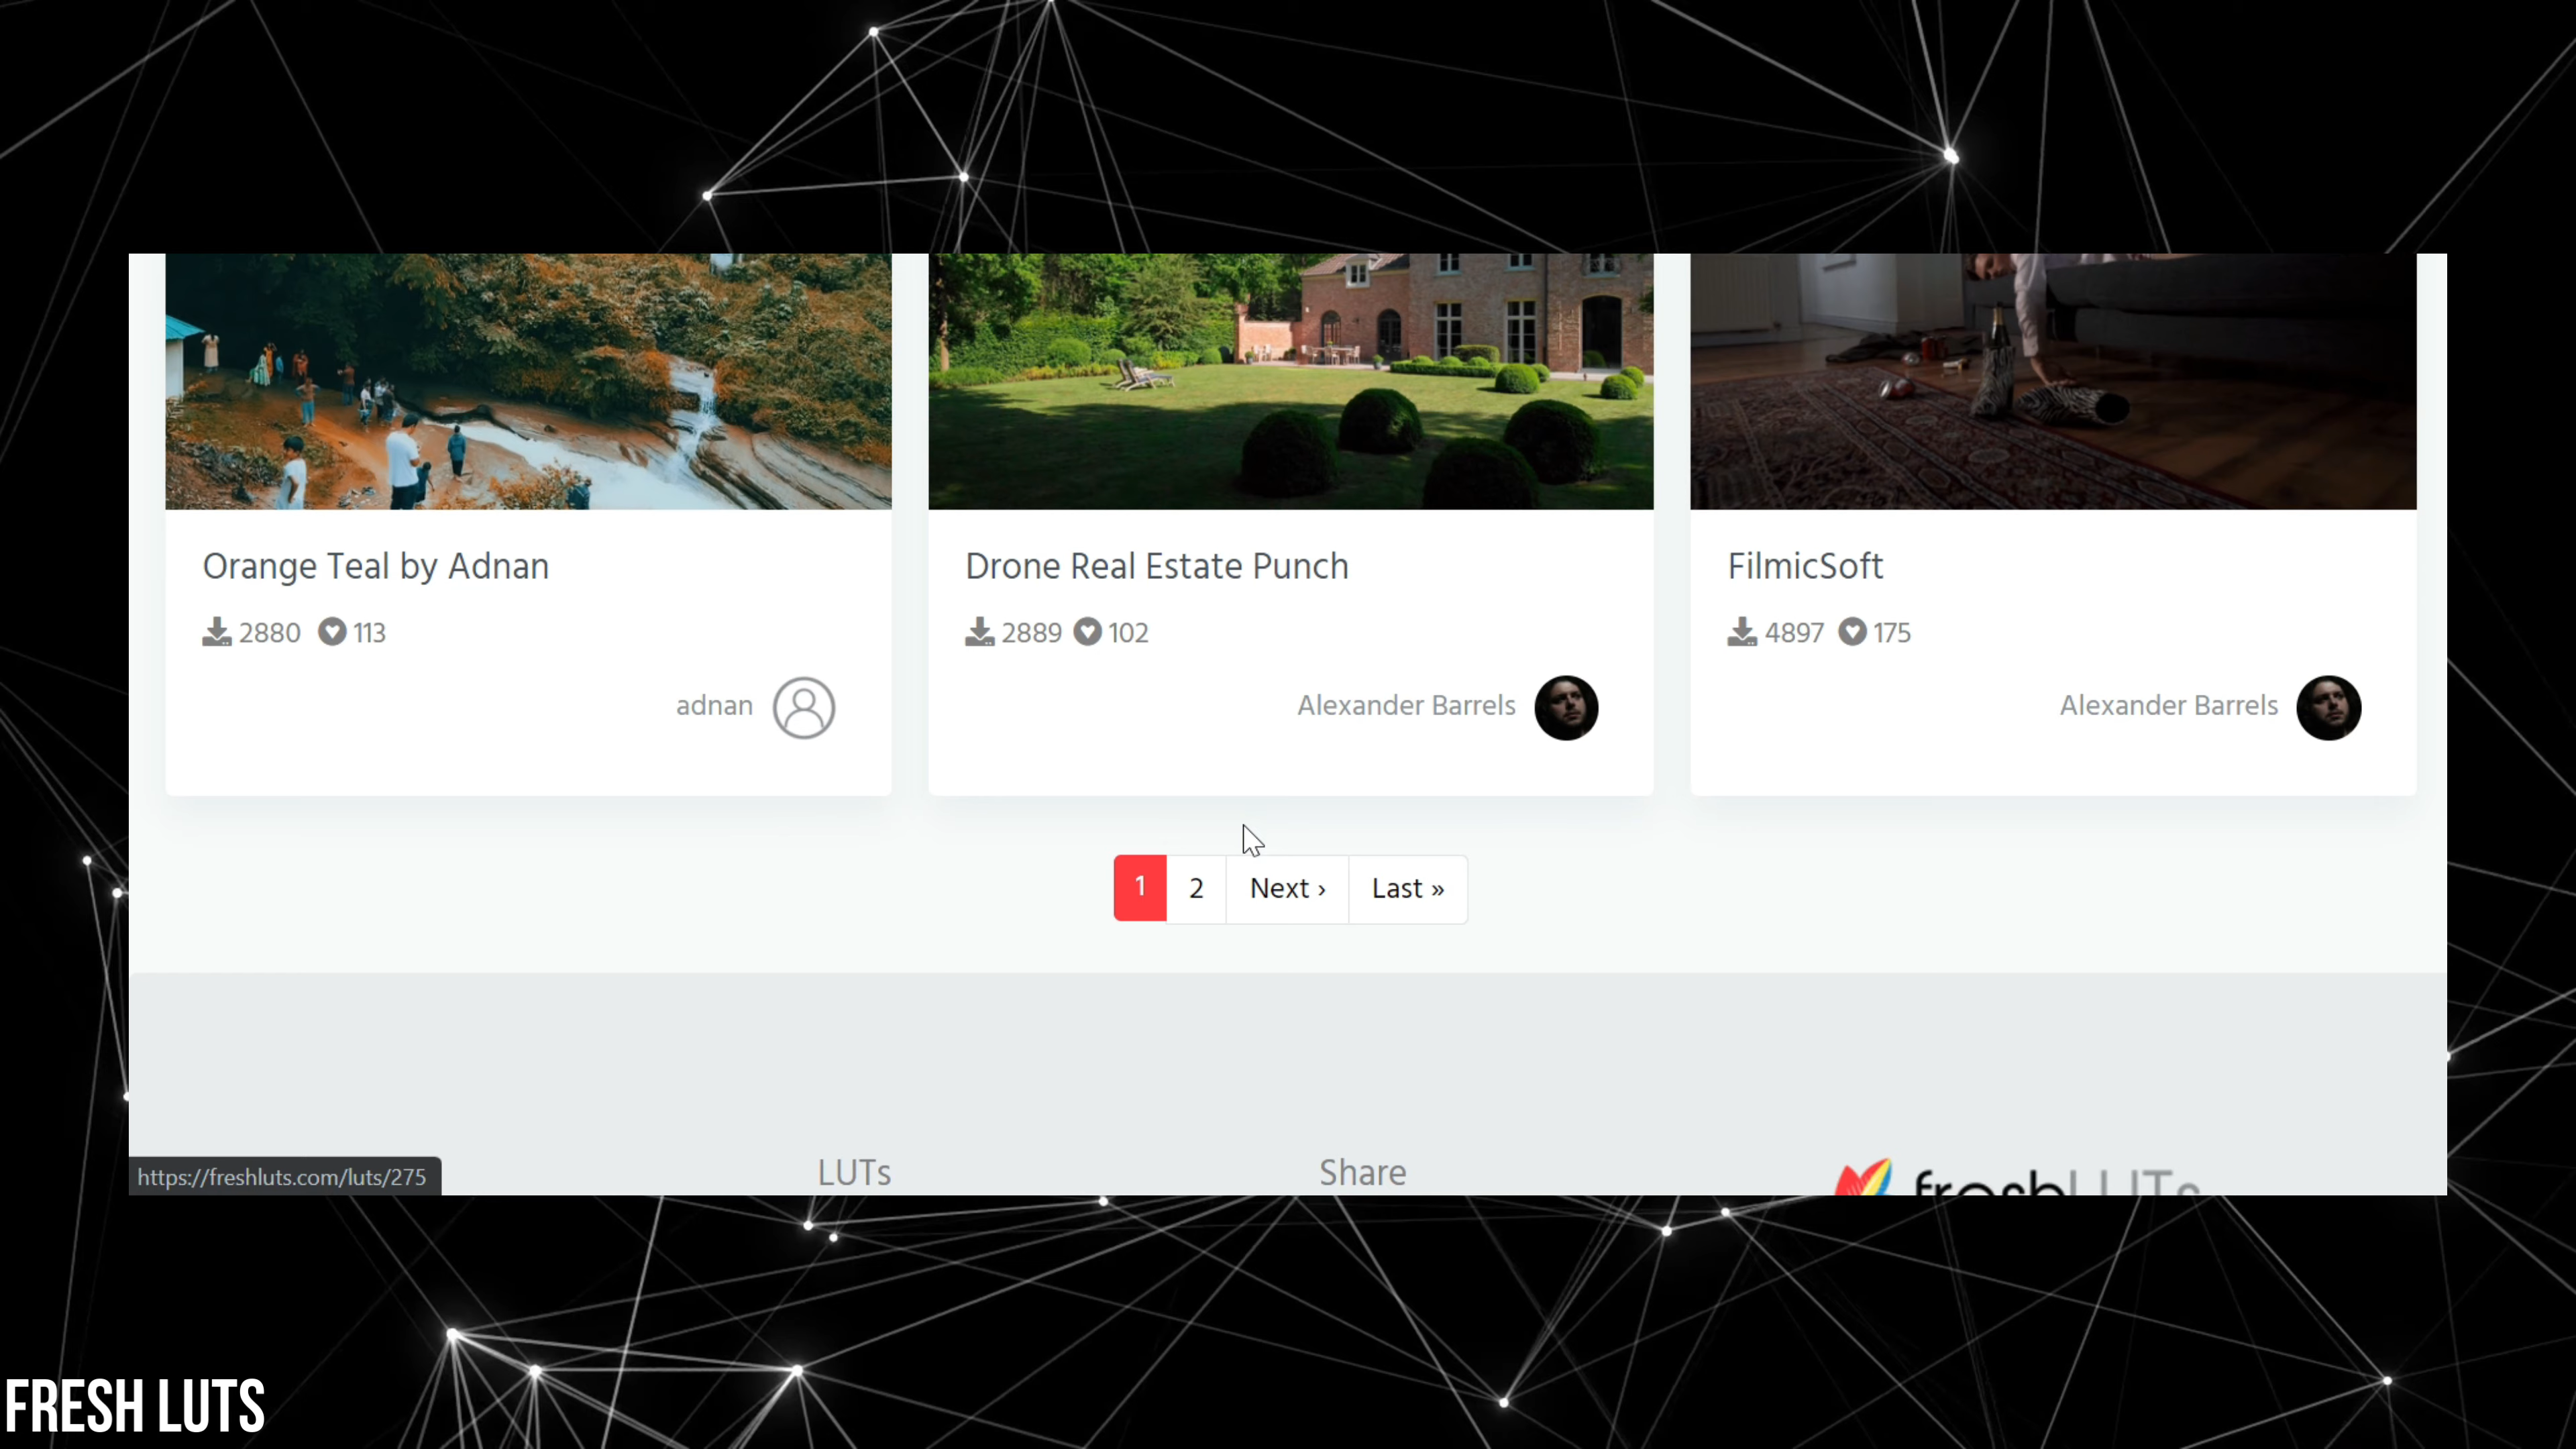 Orange Teal by Adnan
2880 113
adnan
Drone Real Estate Punch
2889 102
Alexander Barrels
FilmicSoft
4897 175
Alexander Barrels
1 2 Next › Last »
LUTs Share freshLUTs
https://freshluts.com/luts/275
FRESH LUTS